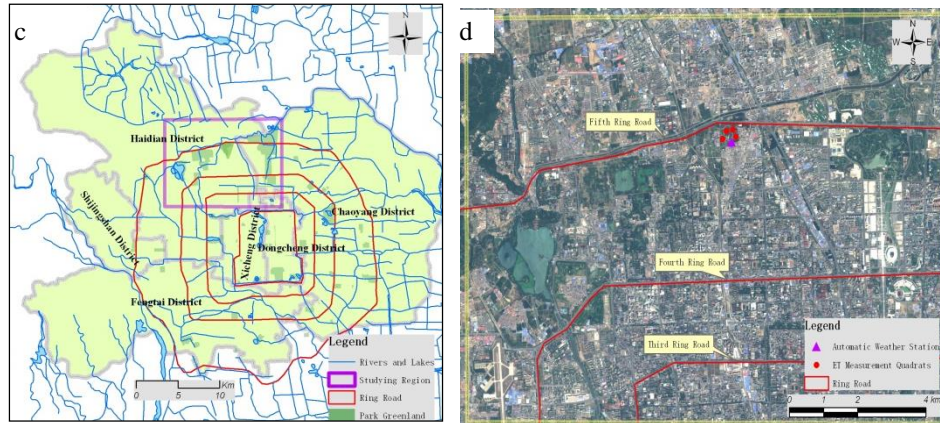 c
N
Haidian District
Shijingshan District
Chaoyang District
Xicheng District
Dongcheng District
Fengtai District
Legend
Rivers and Lakes
Studying Region
Ring Road
Park Greenland
0 5 10
Km
d
N
W E
S
Fifth Ring Road
Fourth Ring Road
Third Ring Road
Legend
Automatic Weather Station
ET Measurement Quadrats
Ring Road
0 1 2 4
km